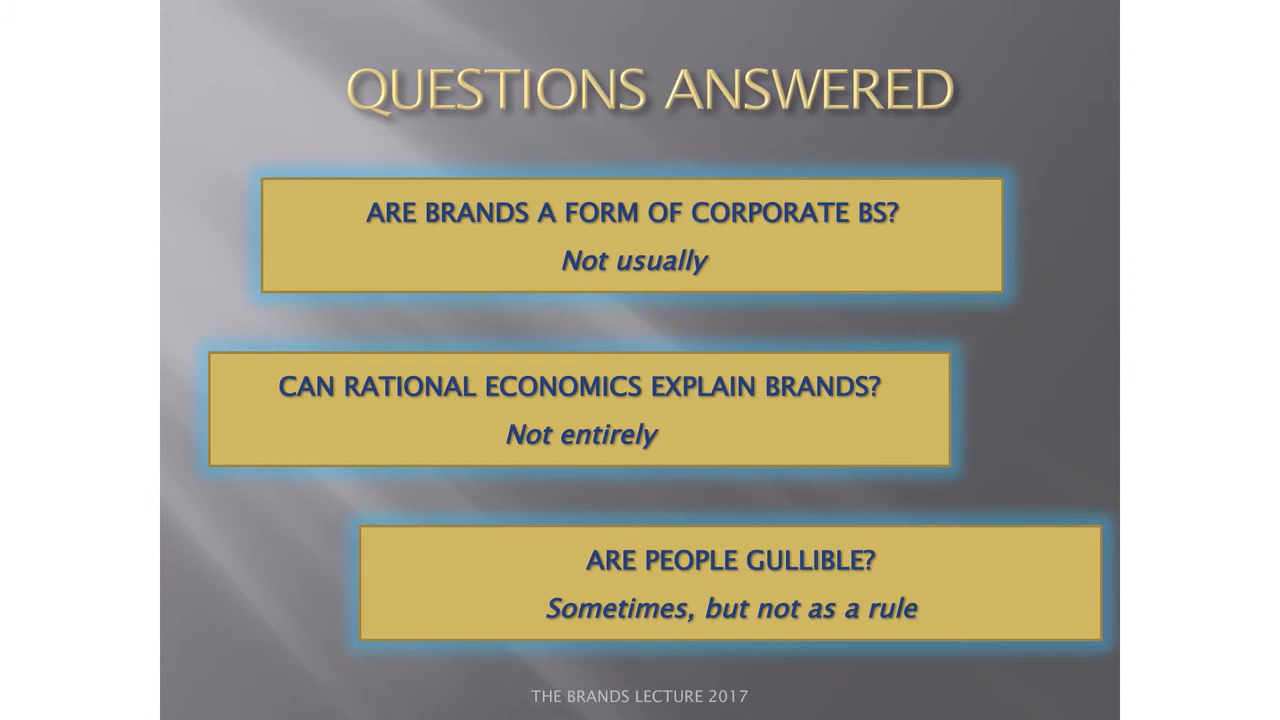 QUESTIONS ANSWERED
ARE BRANDS A FORM OF CORPORATE BS?
Not usually
CAN RATIONAL ECONOMICS EXPLAIN BRANDS?
Not entirely
ARE PEOPLE GULLIBLE?
Sometimes, but not as a rule
THE BRANDS LECTURE 2017